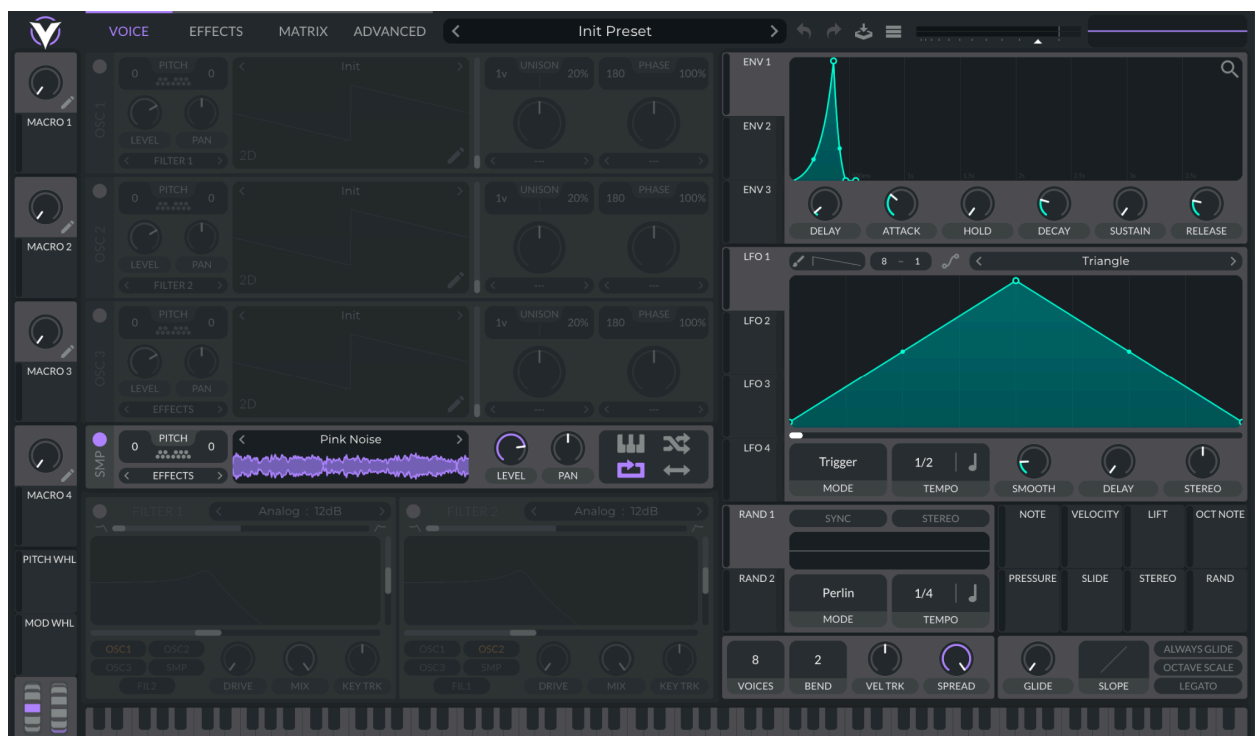 VOICE EFFECTS MATRIX ADVANCED Init Preset
MACRO 1
MACRO 2
MACRO 3
MACRO 4
PITCH WHL
MOD WHL
OSC 1
0 PITCH 0
LEVEL PAN
FILTER 1
Init
2D
1v UNISON 20%
---
180 PHASE 100%
---
OSC 2
0 PITCH 0
LEVEL PAN
FILTER 2
Init
2D
1v UNISON 20%
---
180 PHASE 100%
---
OSC 3
0 PITCH 0
LEVEL PAN
EFFECTS
Init
2D
1v UNISON 20%
---
180 PHASE 100%
---
SMP
0 PITCH 0
EFFECTS
Pink Noise
LEVEL PAN
FILTER 1 Analog : 12dB
OSC1 OSC2
OSC3 SMP
FIL2 DRIVE MIX KEY TRK
FILTER 2 Analog : 12dB
OSC1 OSC2
OSC3 SMP
FIL1 DRIVE MIX KEY TRK
ENV 1
ENV 2
ENV 3
DELAY ATTACK HOLD DECAY SUSTAIN RELEASE
LFO 1
LFO 2
LFO 3
LFO 4
8 - 1 Triangle
Trigger 1/2
MODE TEMPO SMOOTH DELAY STEREO
RAND 1
RAND 2
SYNC STEREO
Perlin 1/4
MODE TEMPO
NOTE VELOCITY LIFT OCT NOTE
PRESSURE SLIDE STEREO RAND
8 2
VOICES BEND VEL TRK SPREAD
GLIDE SLOPE
ALWAYS GLIDE
OCTAVE SCALE
LEGATO